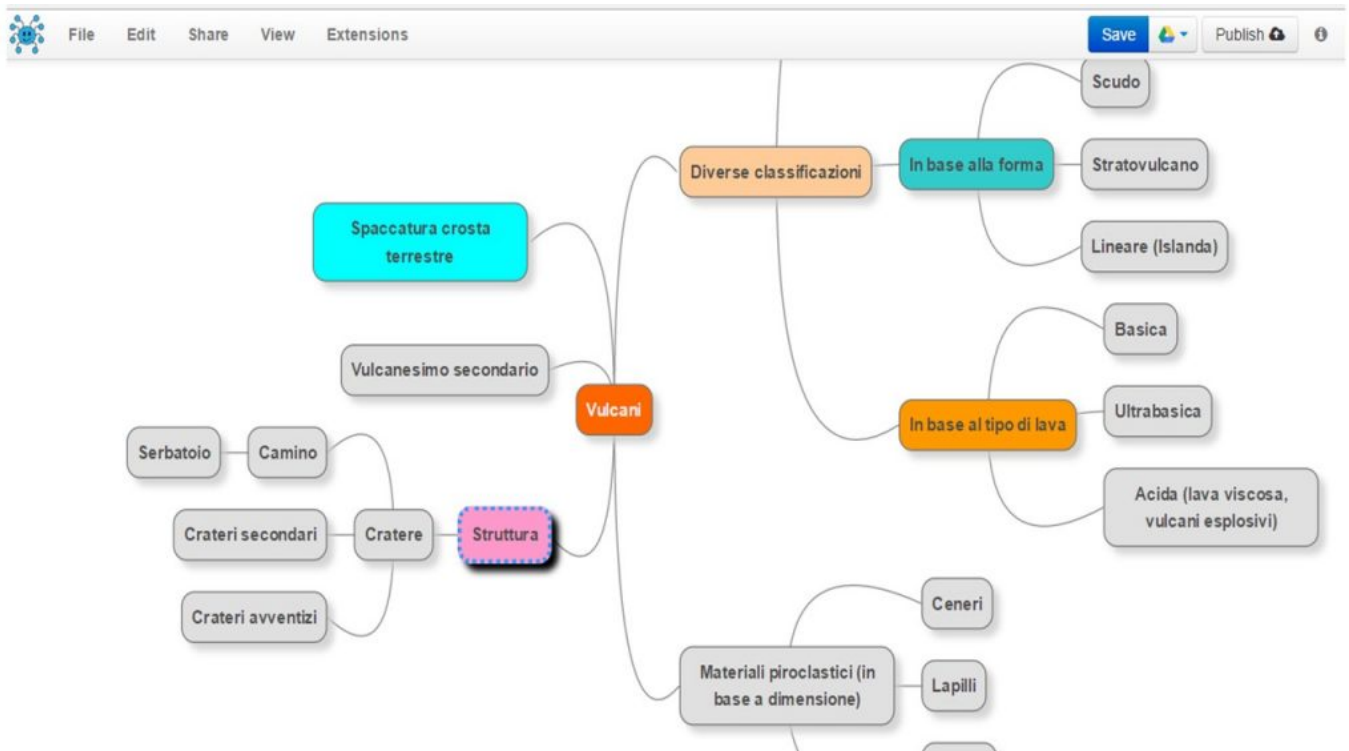 File Edit Share View Extensions Save Publish
Scudo
Diverse classificazioni
In base alla forma
Stratovulcano
Spaccatura crosta
terrestre
Lineare (Islanda)
Basica
Vulcanesimo secondario
Vulcani
In base al tipo di lava
Ultrabasica
Serbatoio
Camino
Acida (lava viscosa,
vulcani esplosivi)
Crateri secondari
Cratere
Struttura
Ceneri
Crateri avventizi
Materiali piroclastici (in
base a dimensione)
Lapilli